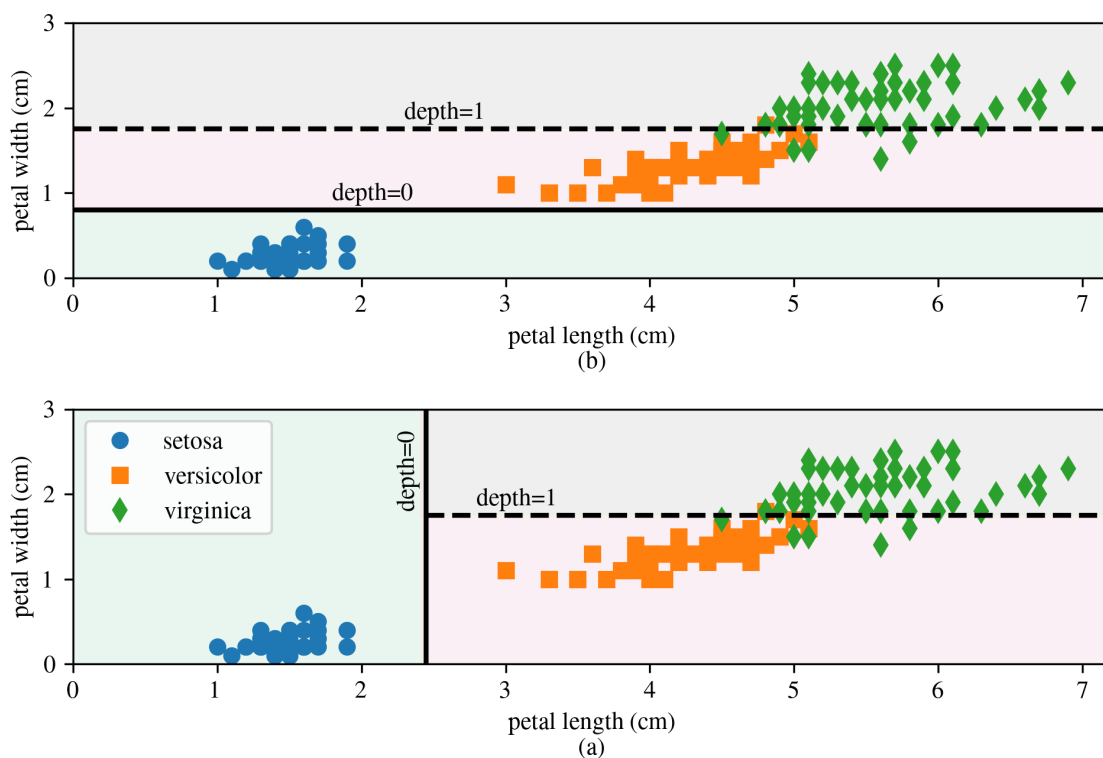 3
2
1
0
petal width (cm)
depth=1
depth=0
0 1 2 3 4 5 6 7
petal length (cm)
(b)
3
2
1
0
petal width (cm)
setosa
versicolor
virginica
depth=0
depth=1
0 1 2 3 4 5 6 7
petal length (cm)
(a)